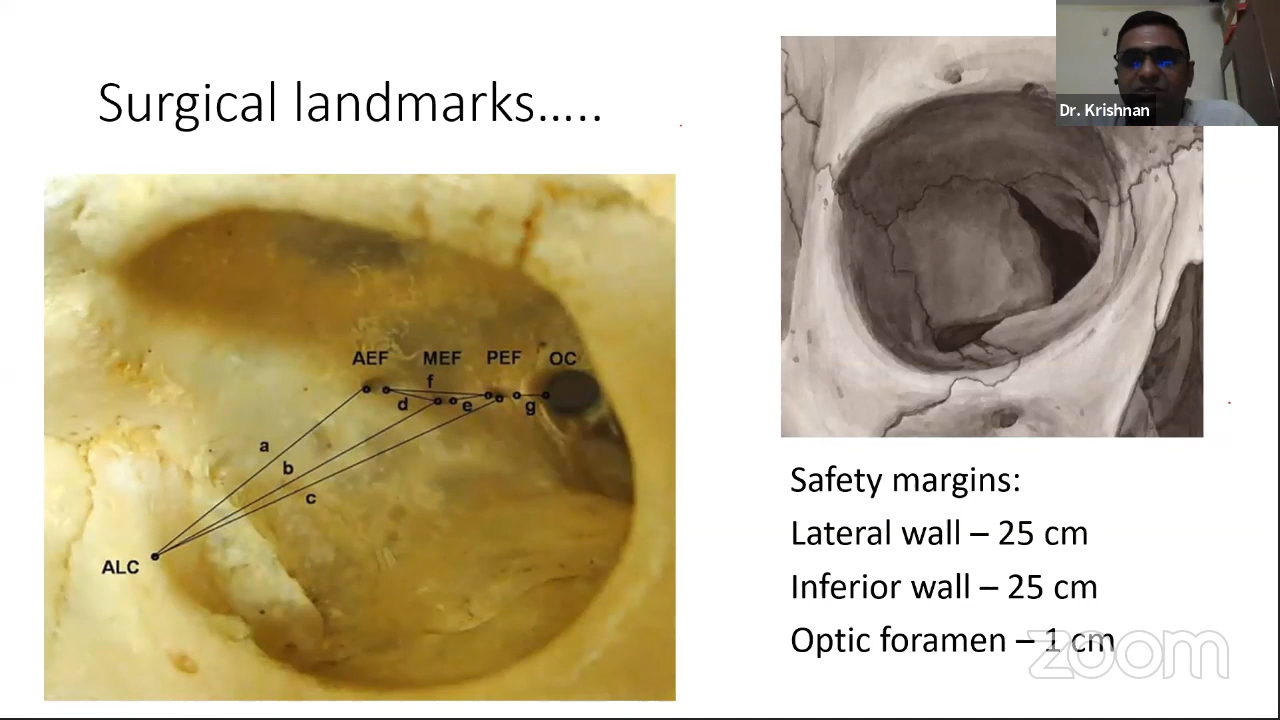 Surgical landmarks.....
Dr. Krishnan
AEF MEF PEF OC
f
d e g
a
b
c
ALC
Safety margins:
Lateral wall – 25 cm
Inferior wall – 25 cm
Optic foramen – 1 cm
zoom